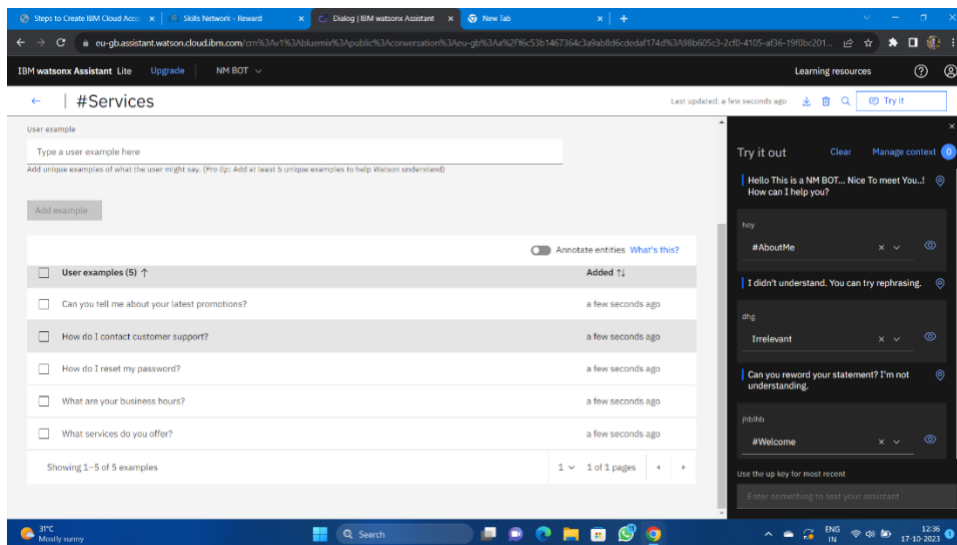 Steps to Create IBM Cloud Acco
Skills Network - Reward
Dialog | IBM watsonx Assistant
New Tab
IBM watsonx Assistant Lite Upgrade NM BOT
Learning resources
#Services
Last updated: a few seconds ago
Try it
User example
Type a user example here
Add unique examples of what the user might say. (Pro tip: Add at least 5 unique examples to help Watson understand)
Add example
Annotate entities What's this?
User examples (5) ↑ Added ↑↓
Can you tell me about your latest promotions? a few seconds ago
How do I contact customer support? a few seconds ago
How do I reset my password? a few seconds ago
What are your business hours? a few seconds ago
What services do you offer? a few seconds ago
Showing 1–5 of 5 examples 1 1 of 1 pages
Try it out Clear Manage context 0
Hello This is a NM BOT... Nice To meet You..!
How can I help you?
hey
#AboutMe
I didn't understand. You can try rephrasing.
dhg
Irrelevant
Can you reword your statement? I'm not
understanding.
jhblhb
#Welcome
Use the up key for most recent
Enter something to test your assistant
31°C
Mostly sunny
Search
ENG
IN
12:36
17-10-2023